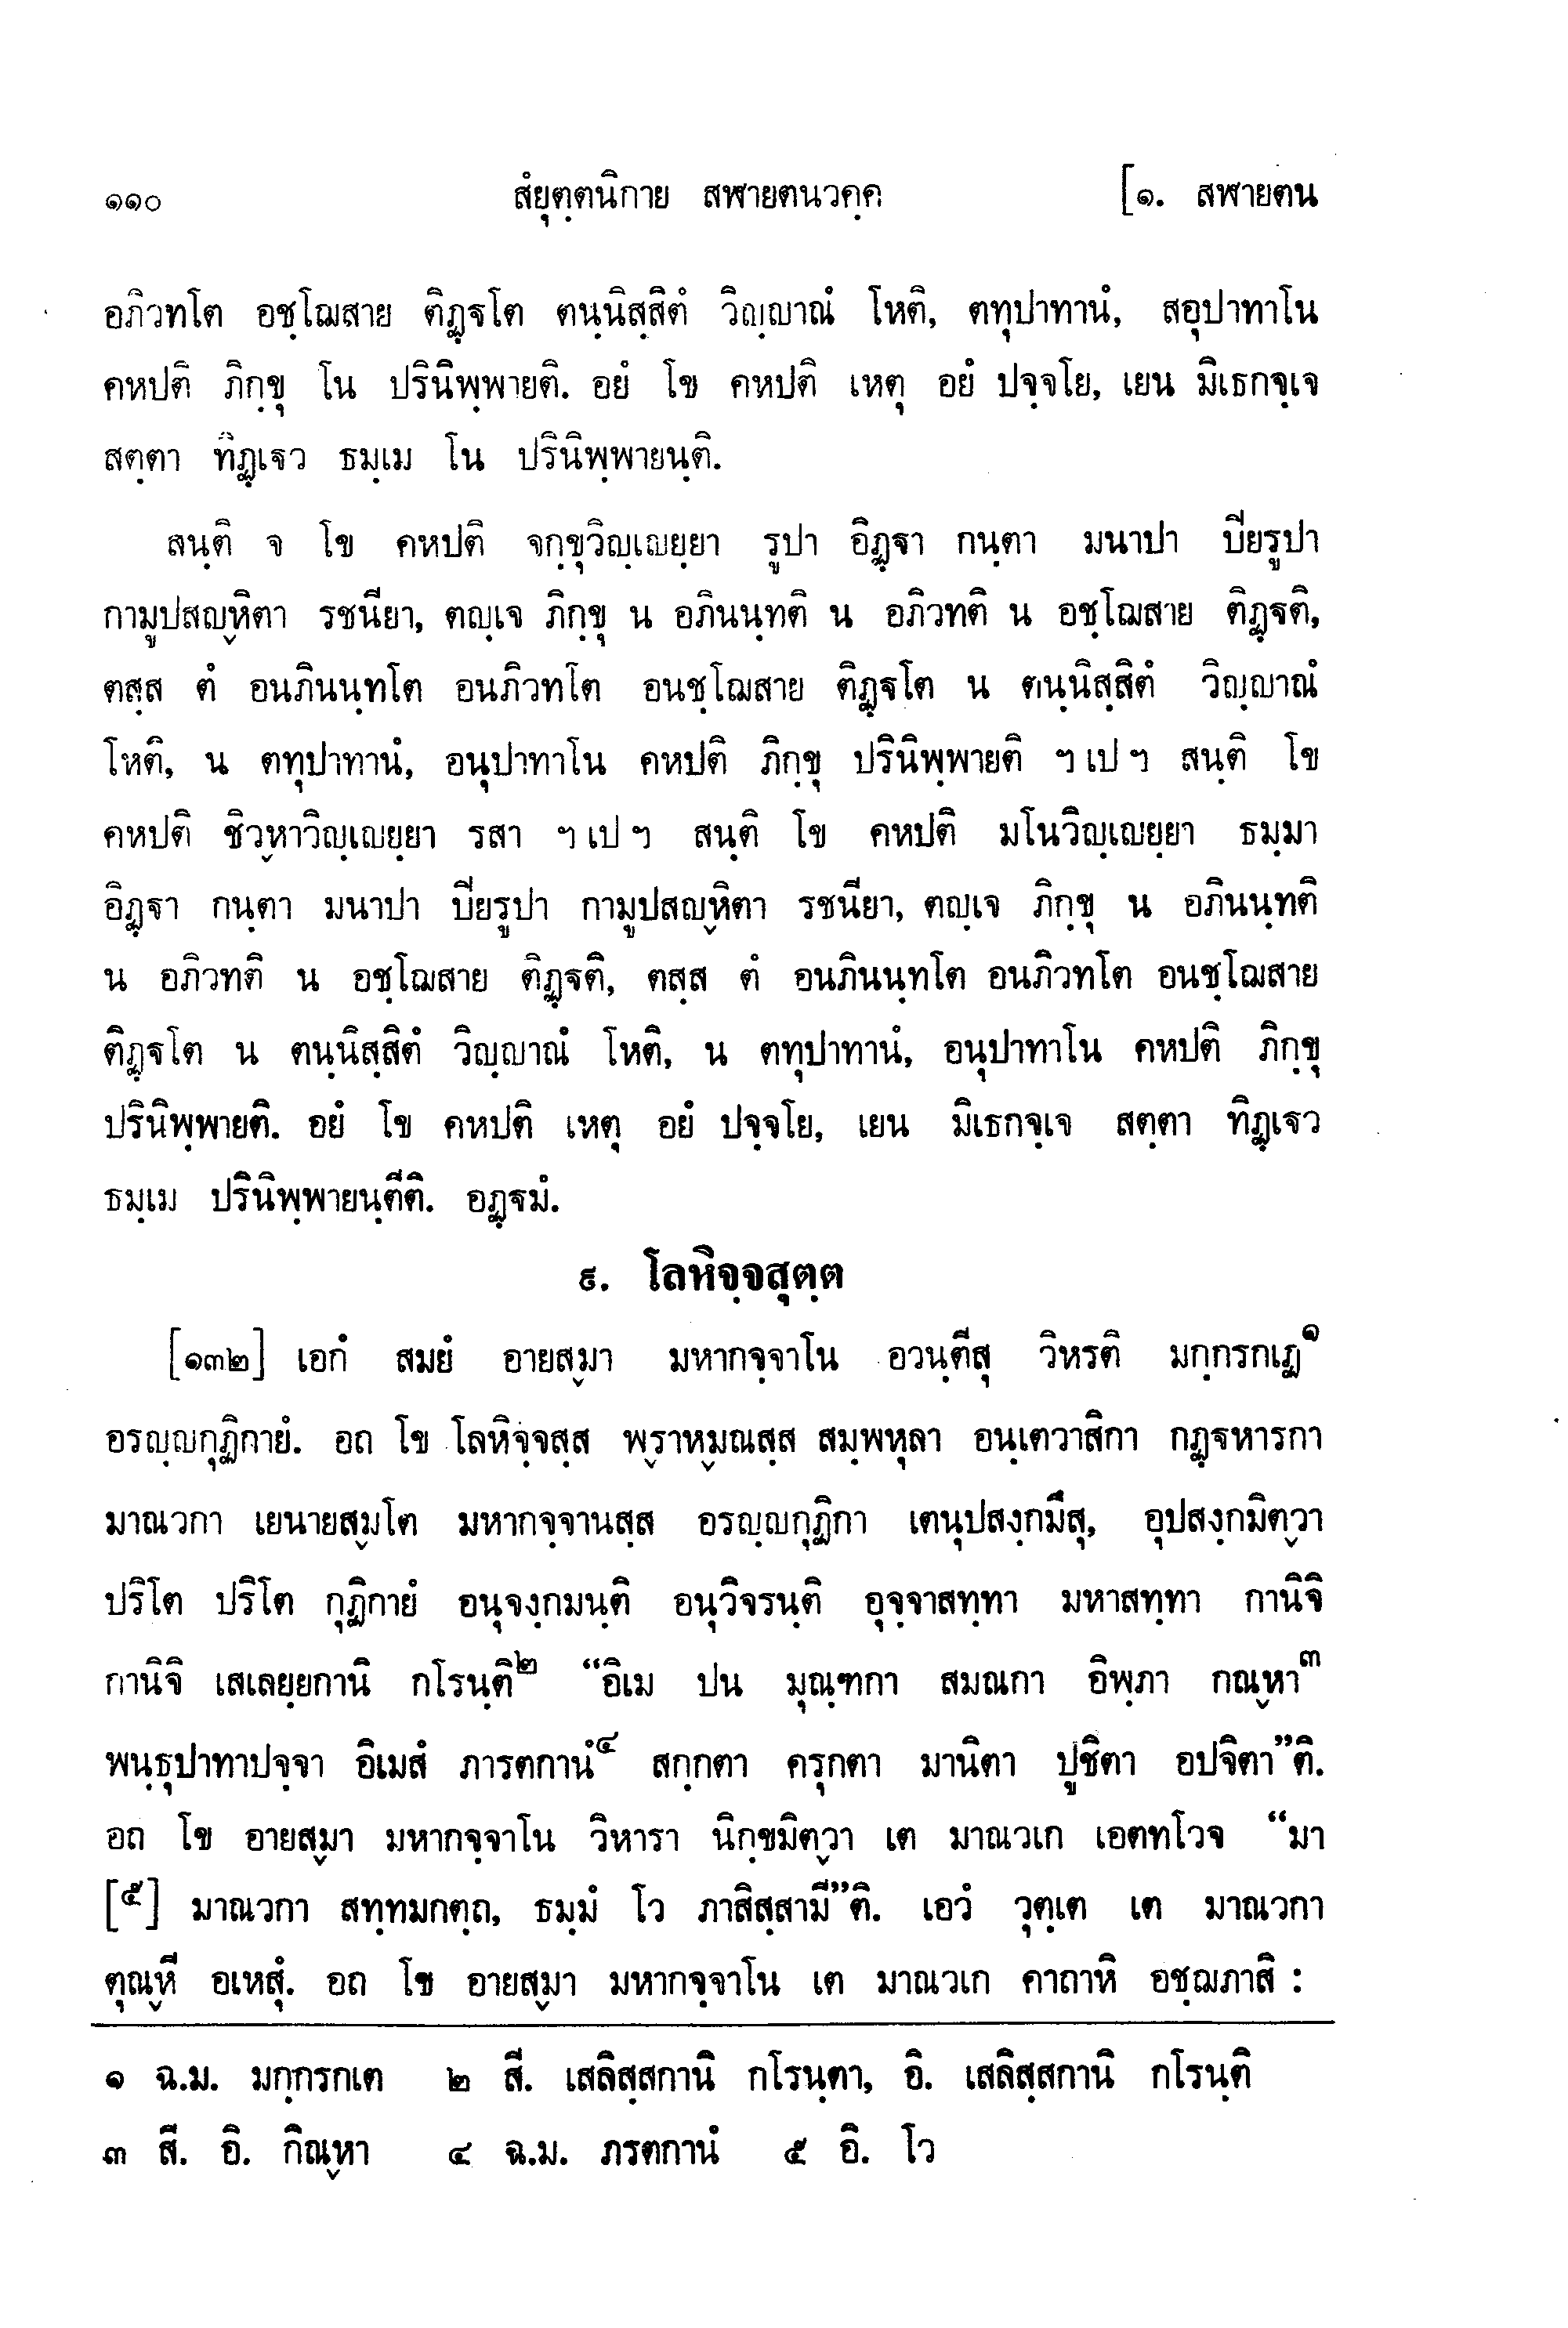 ๑๑๐ สํยุตฺตนิกาย สฬายตนวคฺค [๑. สฬายตน
อภิวทโต อชฺโฌสาย ติฏฺฐโต ตนฺนิสฺสิตํ วิญฺญาณํ โหติ, ตทุปาทานํ, สอุปาทาโน
คหปติ ภิกฺขุ โน ปรินิพฺพายติ. อยํ โข คหปติ เหตุ อยํ ปจฺจโย, เยน มิเธกจฺเจ
สตฺตา ทิฏฺเฐว ธมฺเม โน ปรินิพฺพายนฺติ.
สนฺติ จ โข คหปติ จกฺขุวิญฺเญยฺยา รูปา อิฏฺฐา กนฺตา มนาปา ปิยรูปา
กามูปสญฺหิตา รชนียา, ตญฺเจ ภิกฺขุ น อภินนฺทติ น อภิวทติ น อชฺโฌสาย ติฏฺฐติ,
ตสฺส ตํ อนภินนฺทโต อนภิวทโต อนชฺโฌสาย ติฏฺฐโต น ตนฺนิสฺสิตํ วิญฺญาณํ
โหติ, น ตทุปาทานํ, อนุปาทาโน คหปติ ภิกฺขุ ปรินิพฺพายติ ฯเปฯ สนฺติ โข
คหปติ ชิวฺหาวิญฺเญยฺยา รสา ฯเปฯ สนฺติ โข คหปติ มโนวิญฺเญยฺยา ธมฺมา
อิฏฺฐา กนฺตา มนาปา ปิยรูปา กามูปสญฺหิตา รชนียา, ตญฺเจ ภิกฺขุ น อภินนฺทติ
น อภิวทติ น อชฺโฌสาย ติฏฺฐติ, ตสฺส ตํ อนภินนฺทโต อนภิวทโต อนชฺโฌสาย
ติฏฺฐโต น ตนฺนิสฺสิตํ วิญฺญาณํ โหติ, น ตทุปาทานํ, อนุปาทาโน คหปติ ภิกฺขุ
ปรินิพฺพายติ. อยํ โข คหปติ เหตุ อยํ ปจฺจโย, เยน มิเธกจฺเจ สตฺตา ทิฏฺเฐว
ธมฺเม ปรินิพฺพายนฺตีติ. อฏฺฐมํ.
๙. โลหิจฺจสุตฺต
[๑๓๒] เอกํ สมยํ อายสฺมา มหากจฺจาโน อวนฺตีสุ วิหรติ มกฺกรกเฏ๑
อรญฺญกุฏิกายํ. อถ โข โลหิจฺจสฺส พฺราหฺมณสฺส สมฺพหุลา อนฺเตวาสิกา กฏฺฐหารกา
มาณวกา เยนายสฺมโต มหากจฺจานสฺส อรญฺญกุฏิกา เตนุปสงฺกมึสุ, อุปสงฺกมิตฺวา
ปริโต ปริโต กุฏิกายํ อนุจงฺกมนฺติ อนุวิจรนฺติ อุจฺจาสทฺทา มหาสทฺทา กานิจิ
กานิจิ เสเลยฺยกานิ กโรนฺติ๒ “อิเม ปน มุณฺฑกา สมณกา อิพฺภา กณฺหา๓
พนฺธุปาทาปจฺจา อิเมสํ ภารตกานํ๔ สกฺกตา ครุกตา มานิตา ปูชิตา อปจิตา”ติ.
อถ โข อายสฺมา มหากจฺจาโน วิหารา นิกฺขมิตฺวา เต มาณวเก เอตทโวจ “มา
[๕] มาณวกา สทฺทมกตฺถ, ธมฺมํ โว ภาสิสฺสามี”ติ. เอวํ วุตฺเต เต มาณวกา
ตุณฺหี อเหสุํ. อถ โข อายสฺมา มหากจฺจาโน เต มาณวเก คาถาหิ อชฺฌภาสิ :
๑ ฉ.ม. มกฺกรกเต ๒ สี. เสลิสฺสกานิ กโรนฺตา, อิ. เสลิสฺสกานิ กโรนฺติ
๓ สี. อิ. กิณฺหา ๔ ฉ.ม. ภรตกานํ ๕ อิ. โว